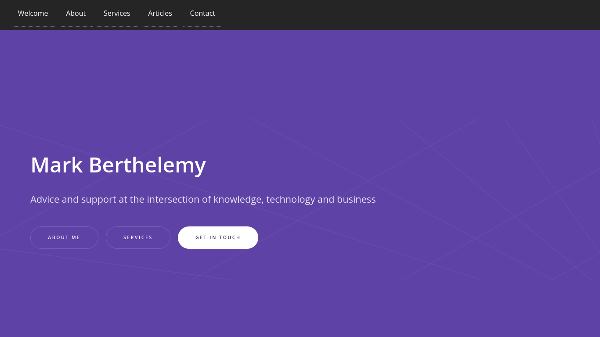 Welcome About Services Articles Contact
Mark Berthelemy
Advice and support at the intersection of knowledge, technology and business
ABOUT ME SERVICES GET IN TOUCH